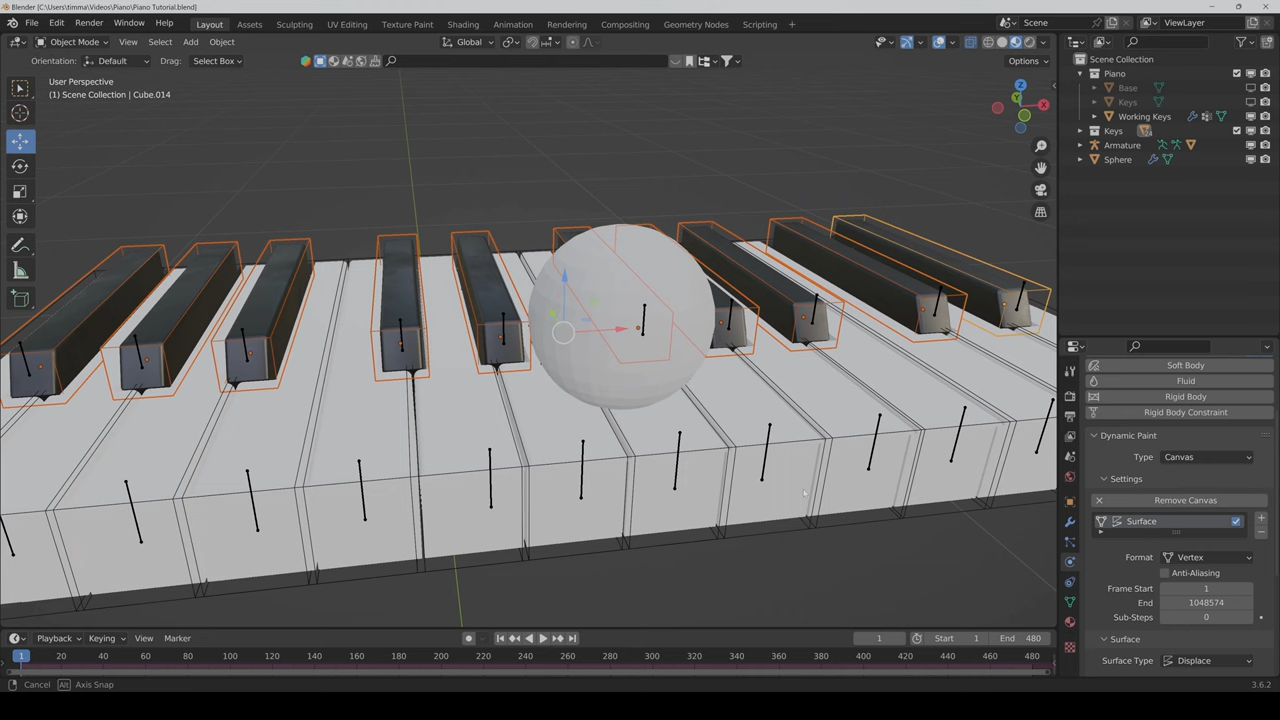 Blender [C:\Users\timma\Videos\Piano\Piano Tutorial.blend]
File Edit Render Window Help Layout Assets Sculpting UV Editing Texture Paint Shading Animation Rendering Compositing Geometry Nodes Scripting + Scene ViewLayer
Object Mode View Select Add Object Global
Orientation: Default Drag: Select Box Options
User Perspective
(1) Scene Collection | Cube.014
Z
Y
X
Scene Collection
Piano
Base
Keys
Working Keys
Keys
Armature
Sphere
Soft Body
Fluid
Rigid Body
Rigid Body Constraint
Dynamic Paint
Type Canvas
Settings
Remove Canvas
Surface
Format Vertex
Anti-Aliasing
Frame Start 1
End 1048574
Sub-Steps 0
Surface
Surface Type Displace
Playback Keying View Marker 1 Start 1 End 480
1 20 40 60 80 100 120 140 160 180 200 220 240 260 280 300 320 340 360 380 400 420 440 460 480
Cancel Alt Axis Snap 3.6.2